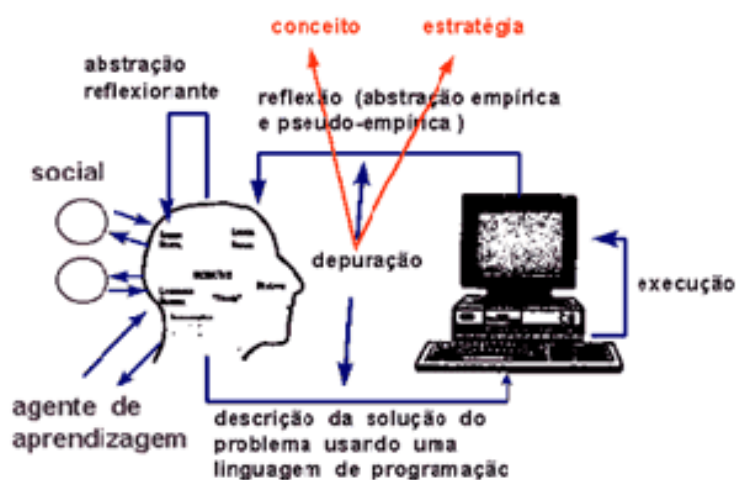 conceito
estratégia
abstração
reflexiorante
reflexão (abstração empírica
e pseudo-empírica)
social
depuração
execução
agente de
aprendizagem
descrição da solução do
problema usando uma
linguagem de programação